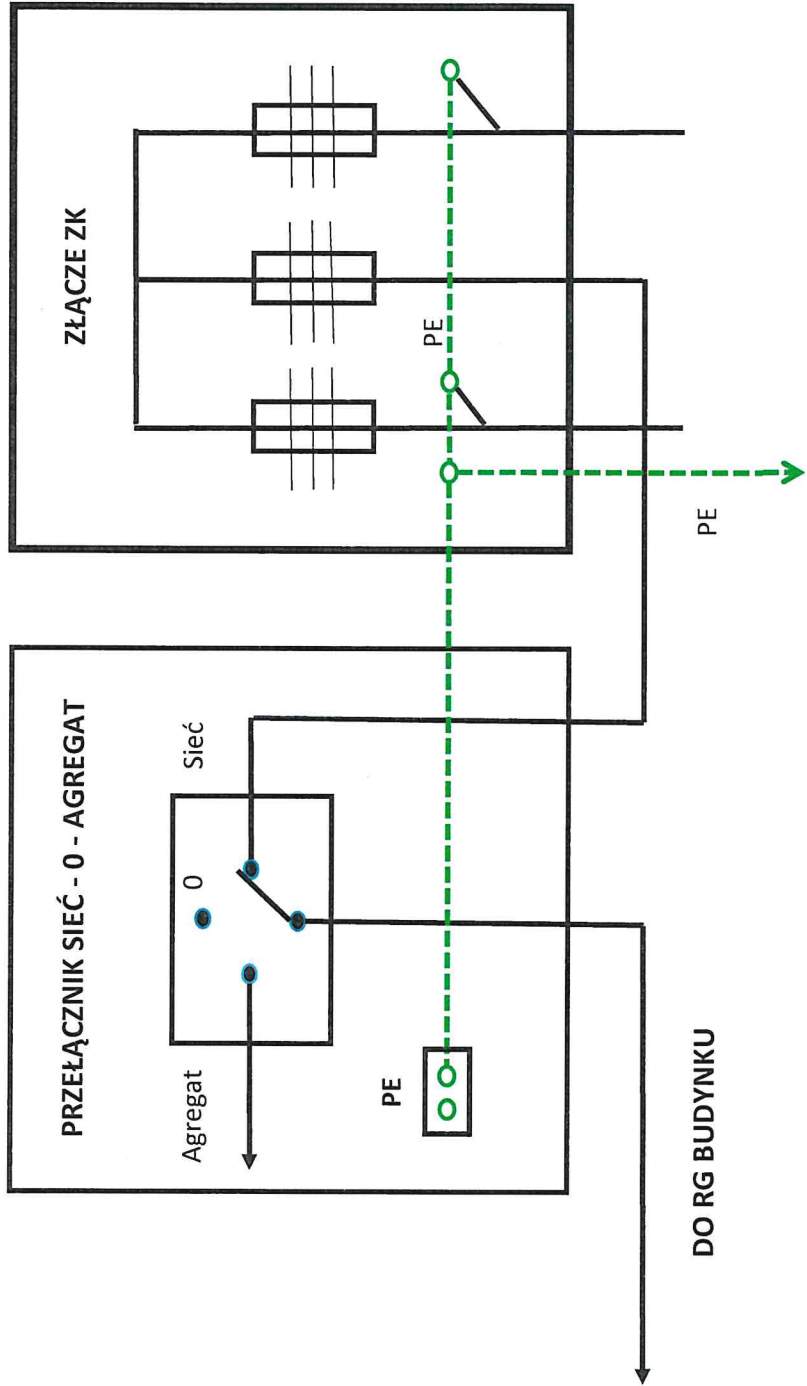 PRZEŁĄCZNIK SIEĆ - 0 - AGREGAT
Agregat
0
Sieć
PE
DO RG BUDYNKU
ZŁĄCZE ZK
PE
PE